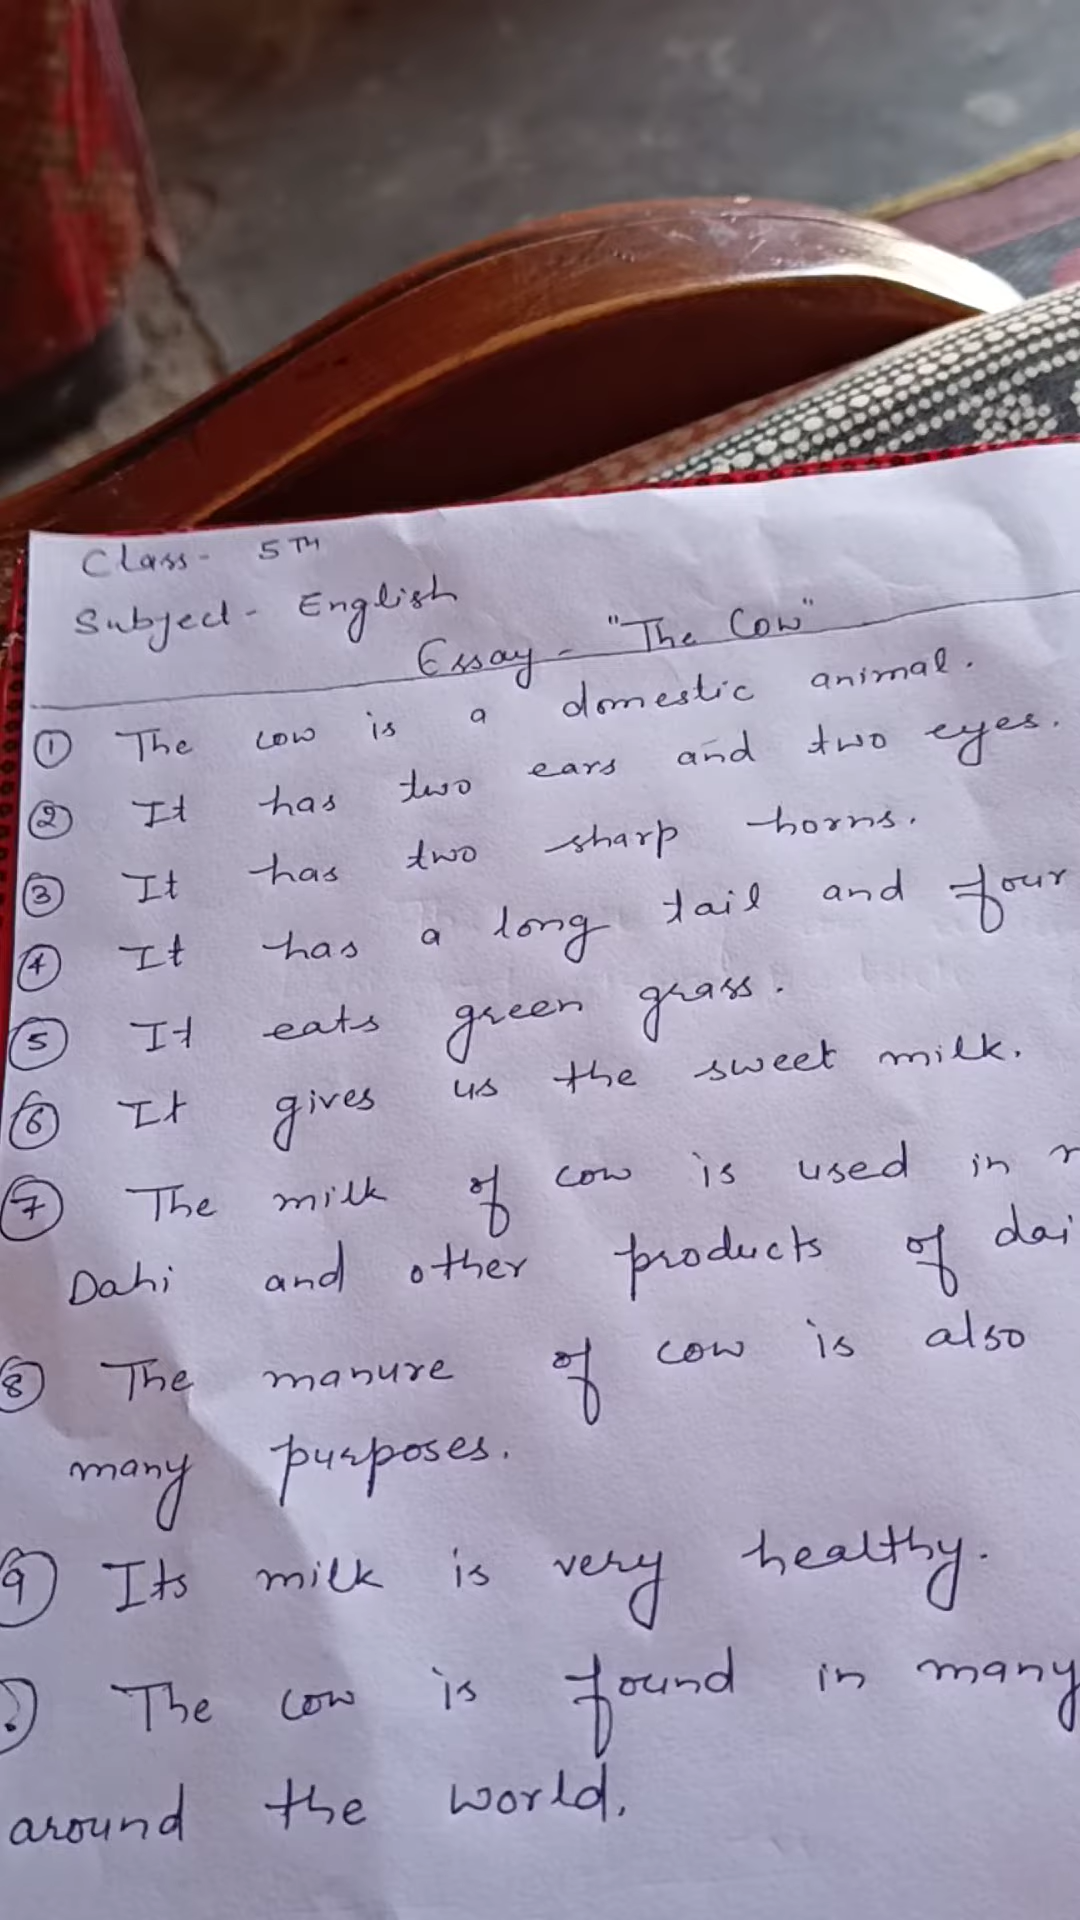 Class- 5TH
Subject- English
Essay- "The Cow"
① The cow is a domestic animal.
② It has two ears and two eyes.
③ It has two sharp horns.
④ It has a long tail and four
⑤ It eats green grass.
⑥ It gives us the sweet milk.
⑦ The milk of cow is used in
Dahi and other products of dai
⑧ The manure of cow is also
many purposes.
⑨ Its milk is very healthy.
The cow is found in many
around the world.